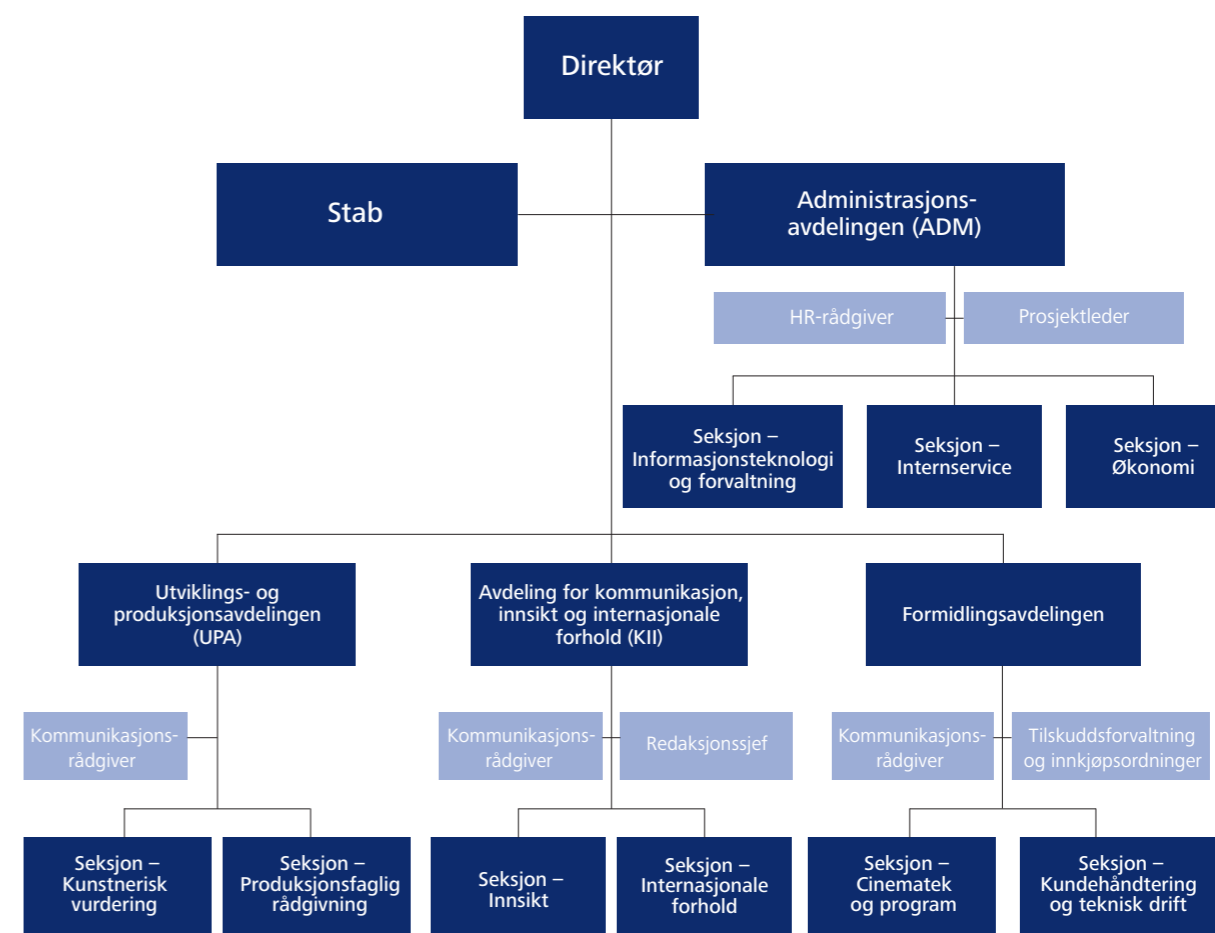 Direktør
Stab
Administrasjons-
avdelingen (ADM)
HR-rådgiver
Prosjektleder
Seksjon –
Informasjonsteknologi
og forvaltning
Seksjon –
Internservice
Seksjon –
Økonomi
Utviklings- og
produksjonsavdelingen
(UPA)
Avdeling for kommunikasjon,
innsikt og internasjonale
forhold (KII)
Formidlingsavdelingen
Kommunikasjons-
rådgiver
Kommunikasjons-
rådgiver
Redaksjonssjef
Kommunikasjons-
rådgiver
Tilskuddsforvaltning
og innkjøpsordninger
Seksjon –
Kunstnerisk
vurdering
Seksjon –
Produksjonsfaglig
rådgivning
Seksjon –
Innsikt
Seksjon –
Internasjonale
forhold
Seksjon –
Cinematek
og program
Seksjon –
Kundehåndtering
og teknisk drift